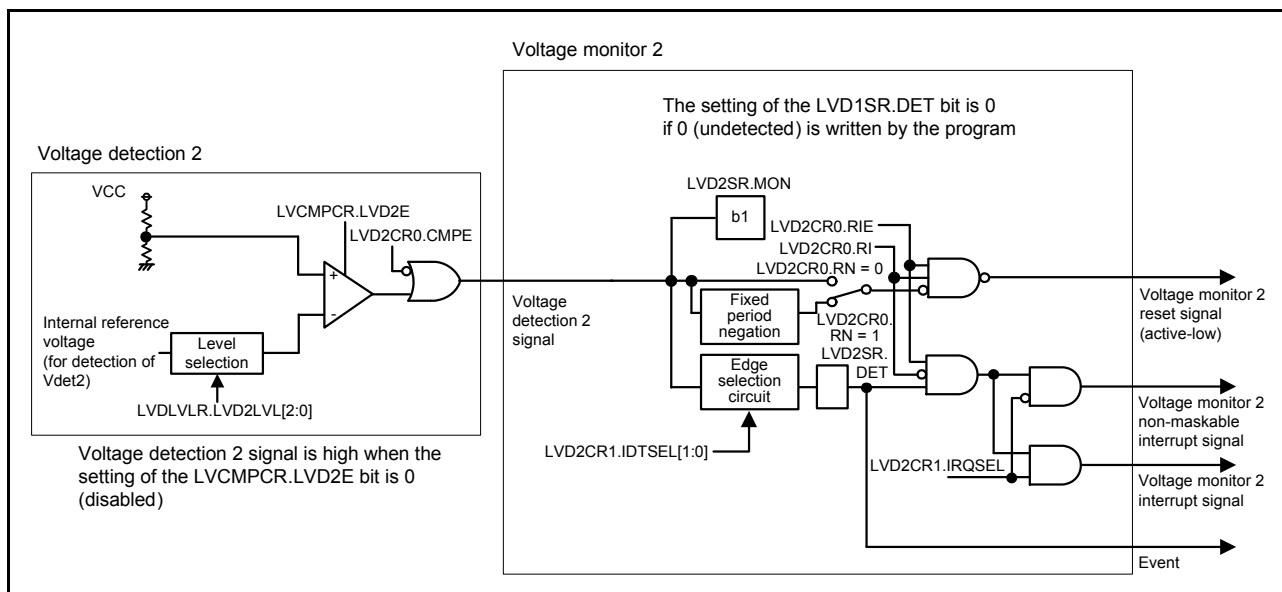 Voltage monitor 2
The setting of the LVD1SR.DET bit is 0
if 0 (undetected) is written by the program
Voltage detection 2
VCC
LVCMPCR.LVD2E
LVD2CR0.CMPE
+
-
Internal reference
voltage
(for detection of
Vdet2)
Level
selection
LVDLVLR.LVD2LVL[2:0]
Voltage detection 2 signal is high when the
setting of the LVCMPCR.LVD2E bit is 0
(disabled)
Voltage
detection 2
signal
LVD2SR.MON
b1
LVD2CR0.RIE
LVD2CR0.RI
LVD2CR0.RN = 0
Fixed
period
negation
LVD2CR0.
RN = 1
LVD2SR.
DET
Edge
selection
circuit
LVD2CR1.IDTSEL[1:0]
LVD2CR1.IRQSEL
Voltage monitor 2
reset signal
(active-low)
Voltage monitor 2
non-maskable
interrupt signal
Voltage monitor 2
interrupt signal
Event